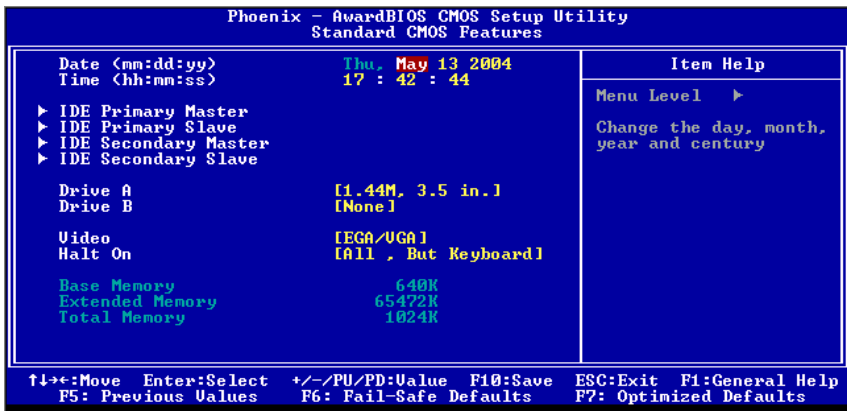 Phoenix - AwardBIOS CMOS Setup Utility
Standard CMOS Features
Date (mm:dd:yy) Thu, May 13 2004
Time (hh:mm:ss) 17 : 42 : 44
▶ IDE Primary Master
▶ IDE Primary Slave
▶ IDE Secondary Master
▶ IDE Secondary Slave
Drive A [1.44M, 3.5 in.]
Drive B [None]
Video [EGA/VGA]
Halt On [All , But Keyboard]
Base Memory 640K
Extended Memory 65472K
Total Memory 1024K
Item Help
Menu Level ▶
Change the day, month,
year and century
↑↓→←:Move Enter:Select +/-/PU/PD:Value F10:Save ESC:Exit F1:General Help
F5: Previous Values F6: Fail-Safe Defaults F7: Optimized Defaults